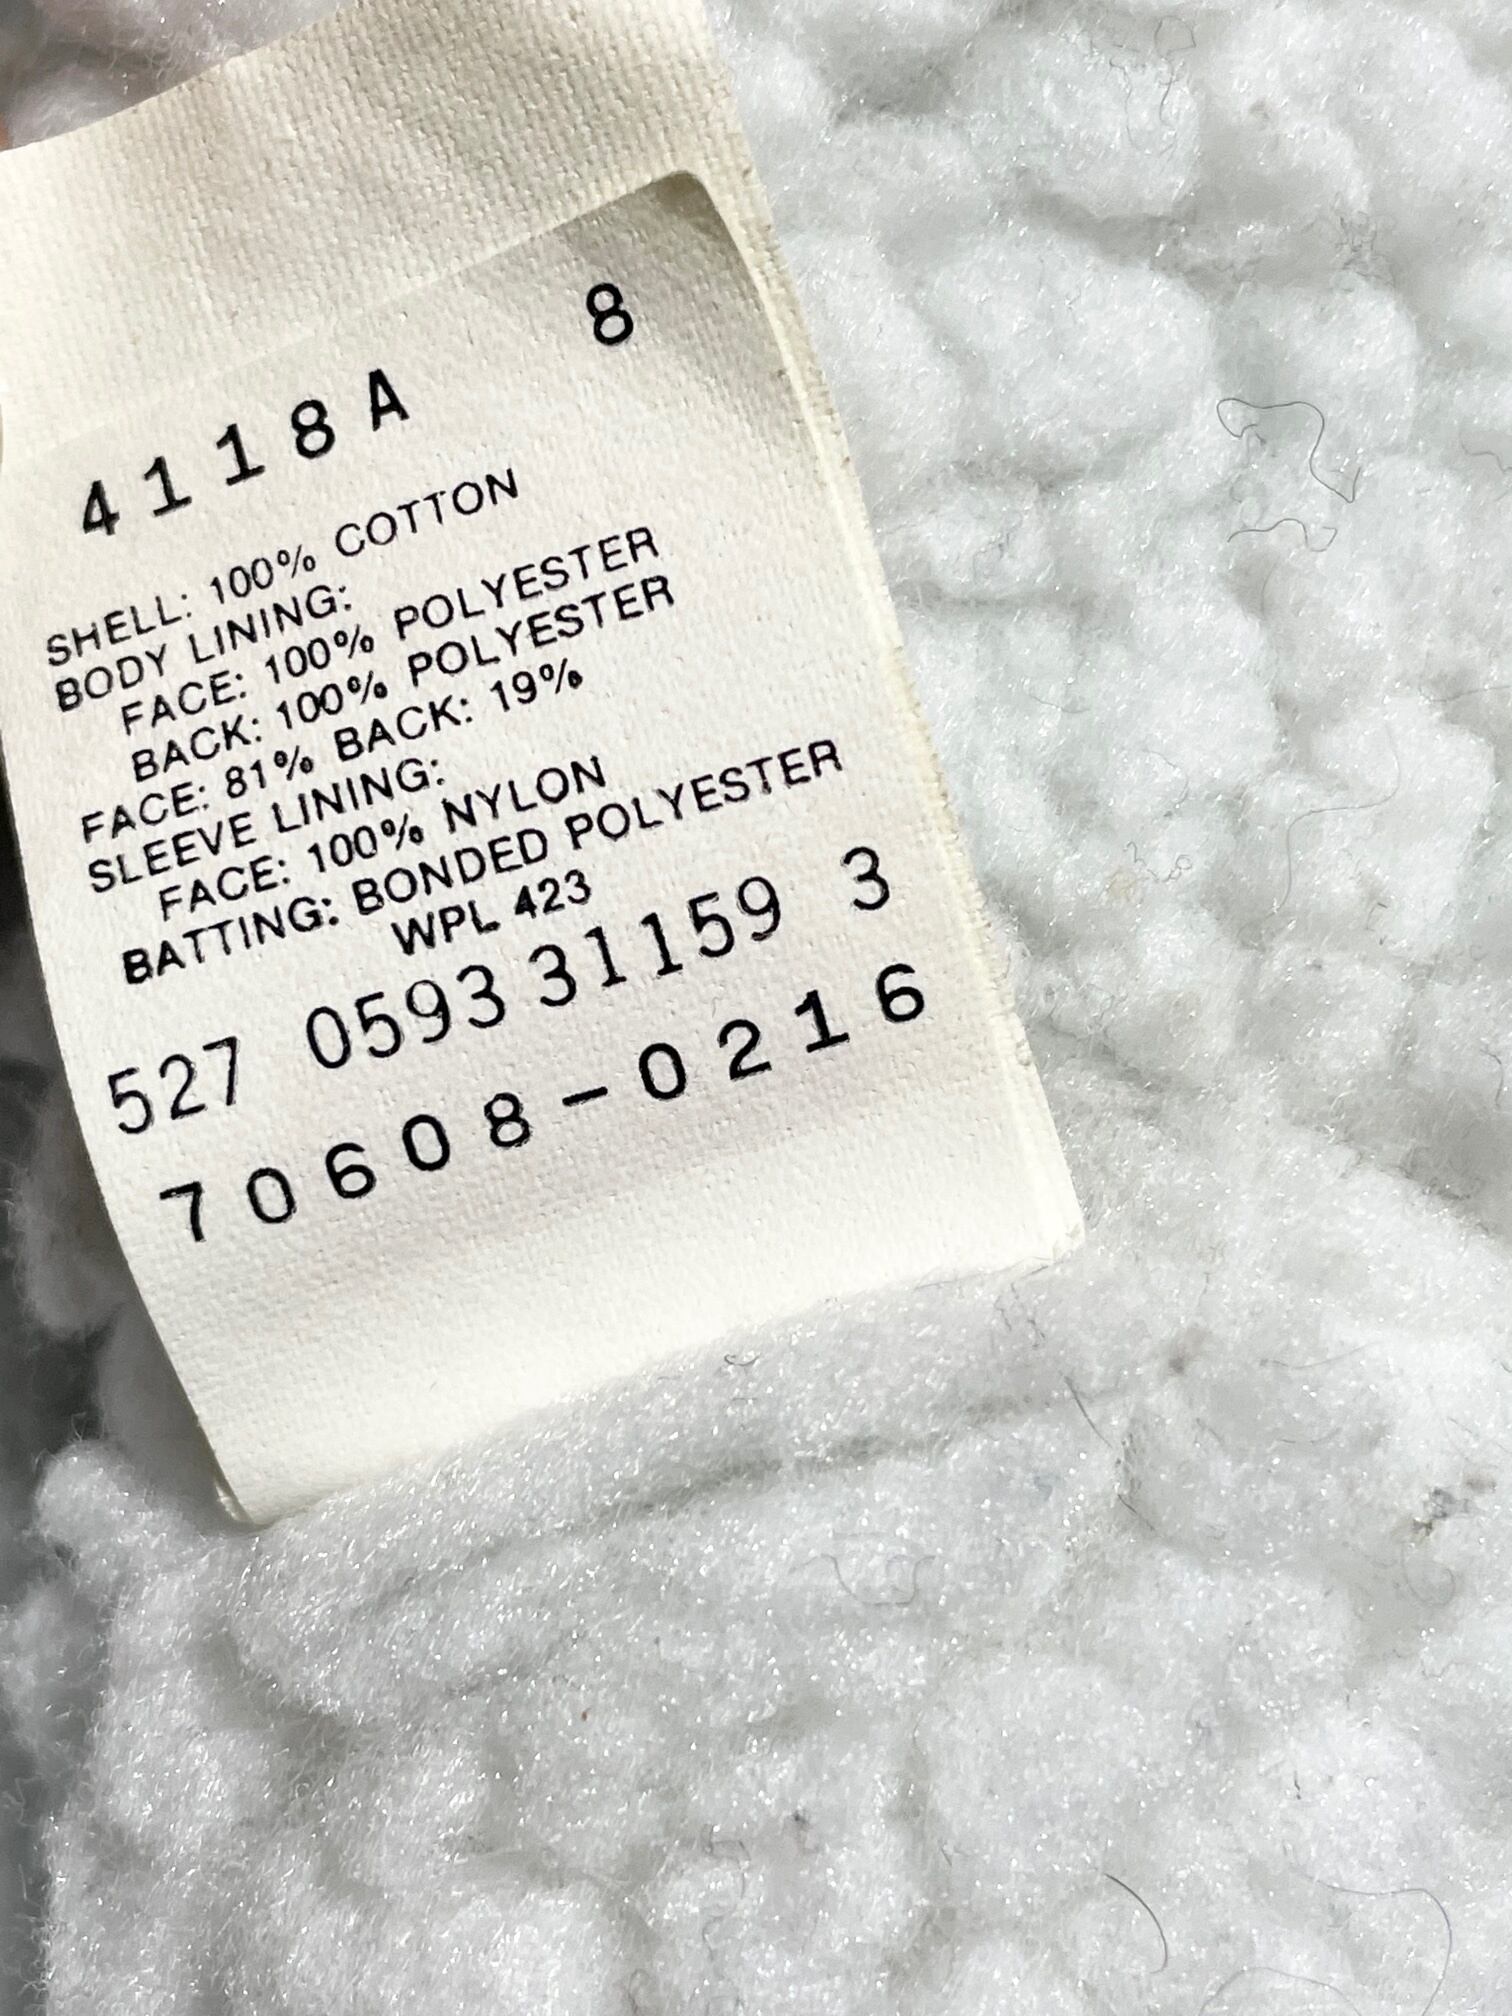 4118A 8
SHELL: 100% COTTON
BODY LINING:
FACE: 100% POLYESTER
BACK: 100% POLYESTER
FACE: 81% BACK: 19%
SLEEVE LINING:
FACE: 100% NYLON
BATTING: BONDED POLYESTER
WPL 423
527 0593 31159 3
70608-0216